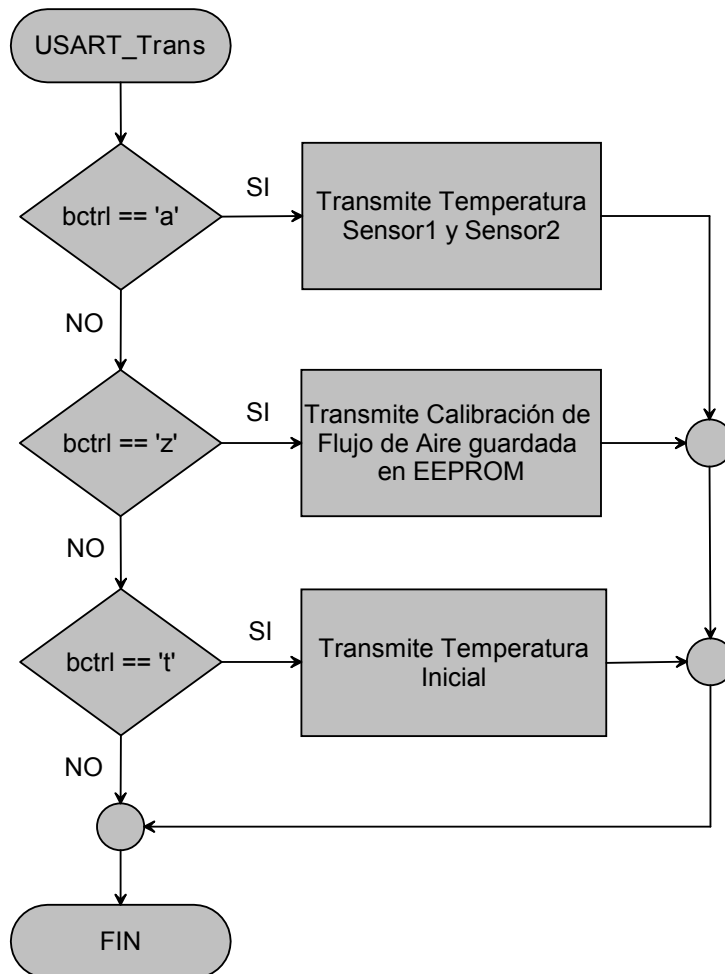 USART_Trans
bctrl == 'a'
SI
Transmite Temperatura
Sensor1 y Sensor2
NO
bctrl == 'z'
SI
Transmite Calibración de
Flujo de Aire guardada
en EEPROM
NO
bctrl == 't'
SI
Transmite Temperatura
Inicial
NO
FIN